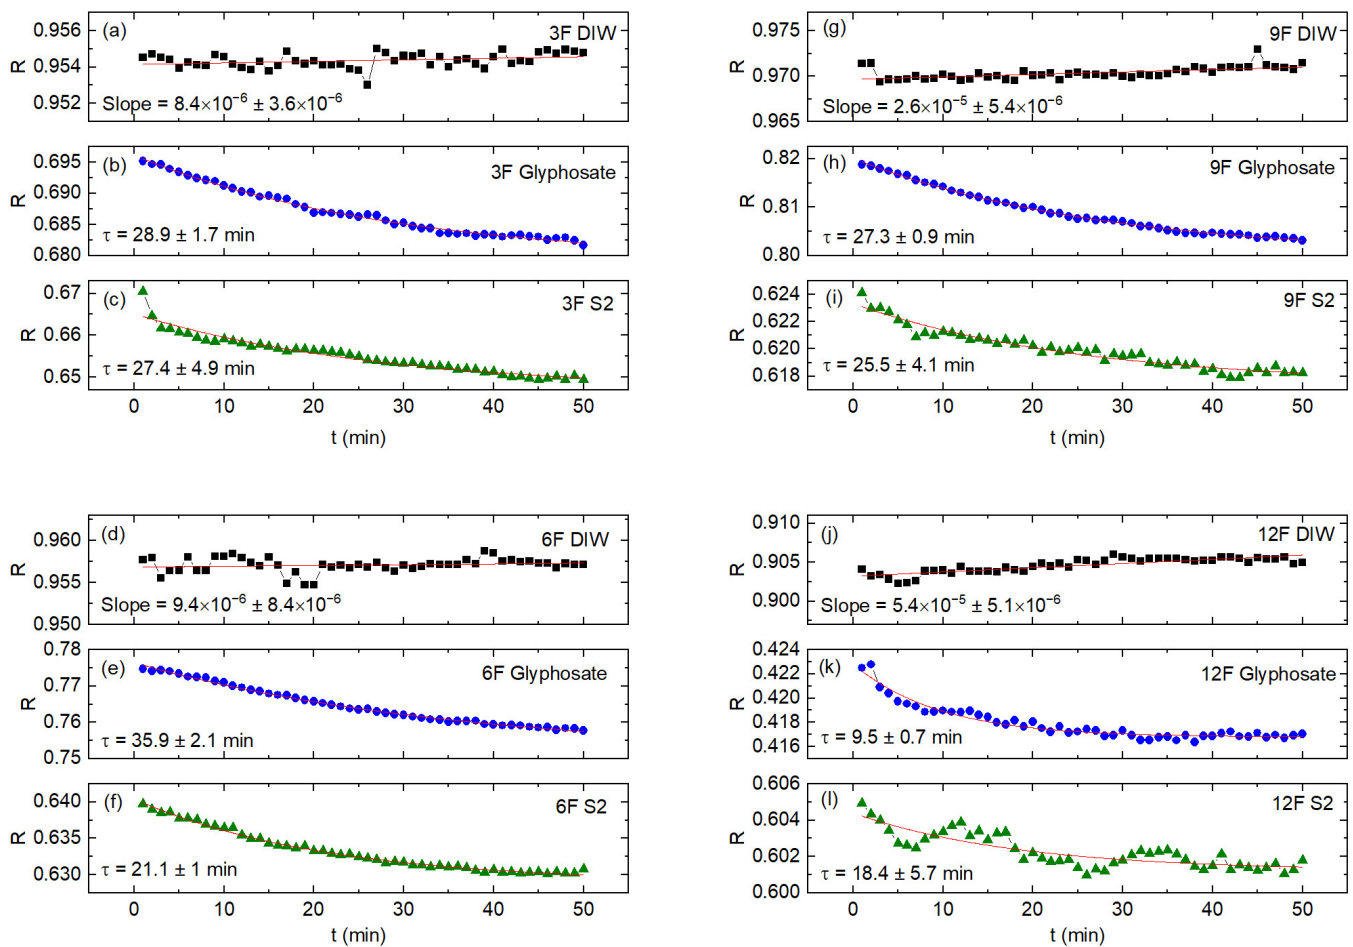 (a)
3F DIW
0.956
0.954
0.952
R
Slope = 8.4×10⁻⁶ ± 3.6×10⁻⁶
(b)
3F Glyphosate
0.695
0.690
0.685
0.680
R
τ = 28.9 ± 1.7 min
(c)
3F S2
0.67
0.66
0.65
R
τ = 27.4 ± 4.9 min
0 10 20 30 40 50
t (min)
(g)
9F DIW
0.975
0.970
0.965
R
Slope = 2.6×10⁻⁵ ± 5.4×10⁻⁶
(h)
9F Glyphosate
0.82
0.81
0.80
R
τ = 27.3 ± 0.9 min
(i)
9F S2
0.624
0.622
0.620
0.618
R
τ = 25.5 ± 4.1 min
0 10 20 30 40 50
t (min)
(d)
6F DIW
0.960
0.955
0.950
R
Slope = 9.4×10⁻⁶ ± 8.4×10⁻⁶
(e)
6F Glyphosate
0.78
0.77
0.76
0.75
R
τ = 35.9 ± 2.1 min
(f)
6F S2
0.640
0.635
0.630
R
τ = 21.1 ± 1 min
0 10 20 30 40 50
t (min)
(j)
12F DIW
0.910
0.905
0.900
R
Slope = 5.4×10⁻⁵ ± 5.1×10⁻⁶
(k)
12F Glyphosate
0.424
0.422
0.420
0.418
0.416
R
τ = 9.5 ± 0.7 min
(l)
12F S2
0.606
0.604
0.602
0.600
R
τ = 18.4 ± 5.7 min
0 10 20 30 40 50
t (min)